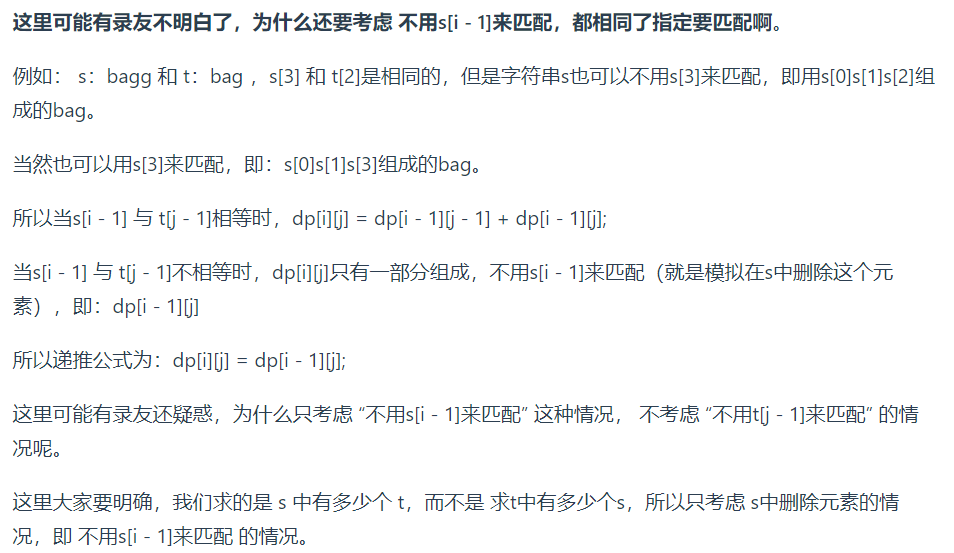 这里可能有录友不明白了，为什么还要考虑 不用s[i - 1]来匹配，都相同了指定要匹配啊。
例如： s：bagg 和 t：bag ，s[3] 和 t[2]是相同的，但是字符串s也可以不用s[3]来匹配，即用s[0]s[1]s[2]组
成的bag。
当然也可以用s[3]来匹配，即：s[0]s[1]s[3]组成的bag。
所以当s[i - 1] 与 t[j - 1]相等时，dp[i][j] = dp[i - 1][j - 1] + dp[i - 1][j];
当s[i - 1] 与 t[j - 1]不相等时，dp[i][j]只有一部分组成，不用s[i - 1]来匹配（就是模拟在s中删除这个元
素），即：dp[i - 1][j]
所以递推公式为：dp[i][j] = dp[i - 1][j];
这里可能有录友还疑惑，为什么只考虑 “不用s[i - 1]来匹配” 这种情况， 不考虑 “不用t[j - 1]来匹配” 的情
况呢。
这里大家要明确，我们求的是 s 中有多少个 t，而不是 求t中有多少个s，所以只考虑 s中删除元素的情
况，即 不用s[i - 1]来匹配 的情况。